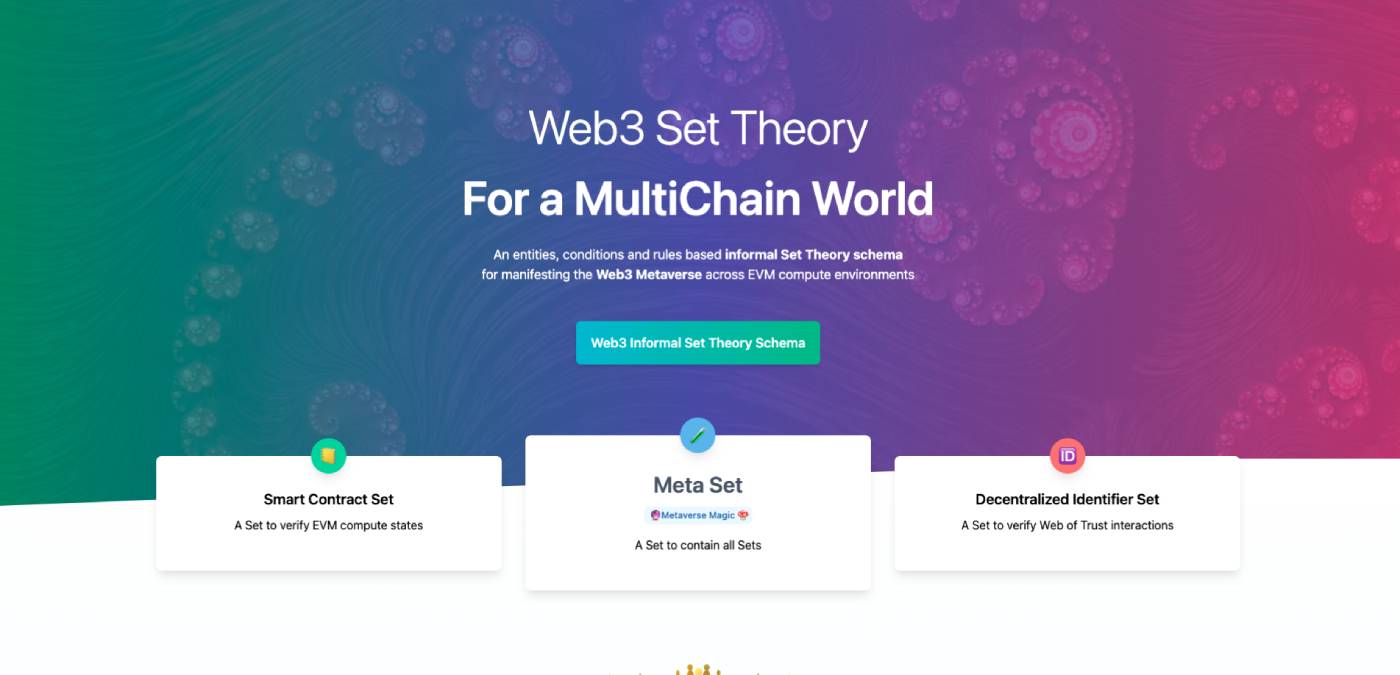 Web3 Set Theory
For a MultiChain World
An entities, conditions and rules based informal Set Theory schema
for manifesting the Web3 Metaverse across EVM compute environments
Web3 Informal Set Theory Schema
Smart Contract Set
A Set to verify EVM compute states
Meta Set
Metaverse Magic
A Set to contain all Sets
ID
Decentralized Identifier Set
A Set to verify Web of Trust interactions